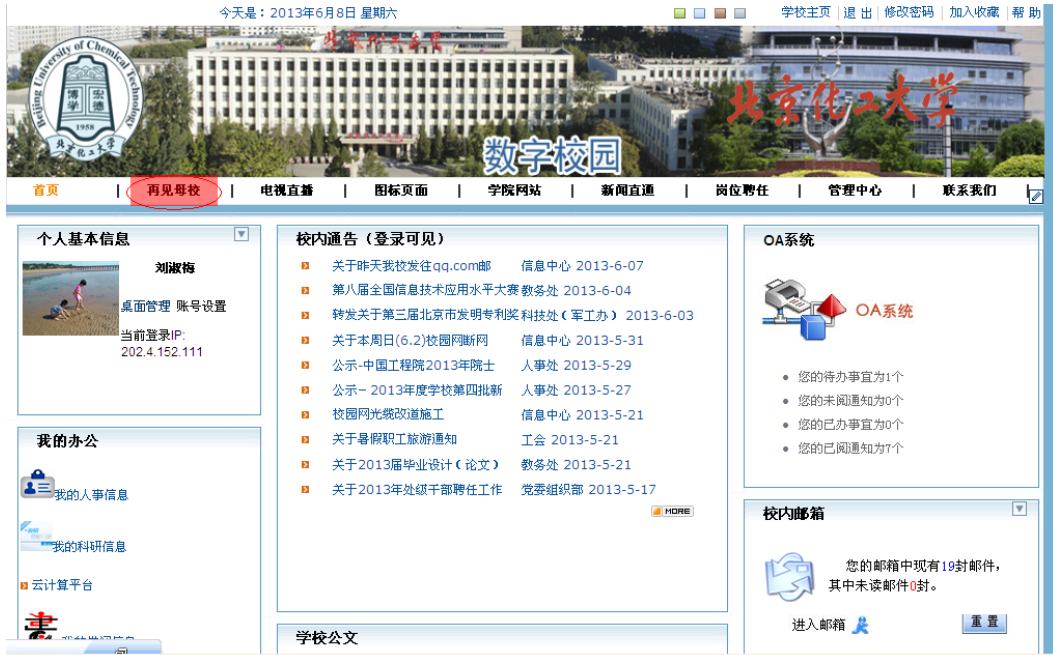 今天是：2013年6月8日 星期六
学校主页 | 退 出 | 修改密码 | 加入收藏 | 帮 助
Beijing University of Chemical Technology
博学 宏德
1958
北京化工大学
北京化工大学
数字校园
首页 | 再见母校 | 电视直播 | 图标页面 | 学院网站 | 新闻直通 | 岗位聘任 | 管理中心 | 联系我们
个人基本信息
刘淑梅
桌面管理 账号设置
当前登录IP:
202.4.152.111
我的办公
我的人事信息
我的科研信息
云计算平台
校内通告（登录可见）
关于昨天我校发往qq.com邮 信息中心 2013-6-07
第八届全国信息技术应用水平大赛 教务处 2013-6-04
转发关于第三届北京市发明专利奖 科技处（军工办） 2013-6-03
关于本周日(6.2)校园网断网 信息中心 2013-5-31
公示-中国工程院2013年院士 人事处 2013-5-29
公示– 2013年度学校第四批新 人事处 2013-5-27
校园网光缆改道施工 信息中心 2013-5-21
关于暑假职工旅游通知 工会 2013-5-21
关于2013届毕业设计（论文） 教务处 2013-5-21
关于2013年处级干部聘任工作 党委组织部 2013-5-17
MORE
学校公文
OA系统
OA系统
您的待办事宜为1个
您的未阅通知为0个
您的已办事宜为0个
您的已阅通知为7个
校内邮箱
您的邮箱中现有19封邮件，
其中未读邮件0封。
进入邮箱
重 置